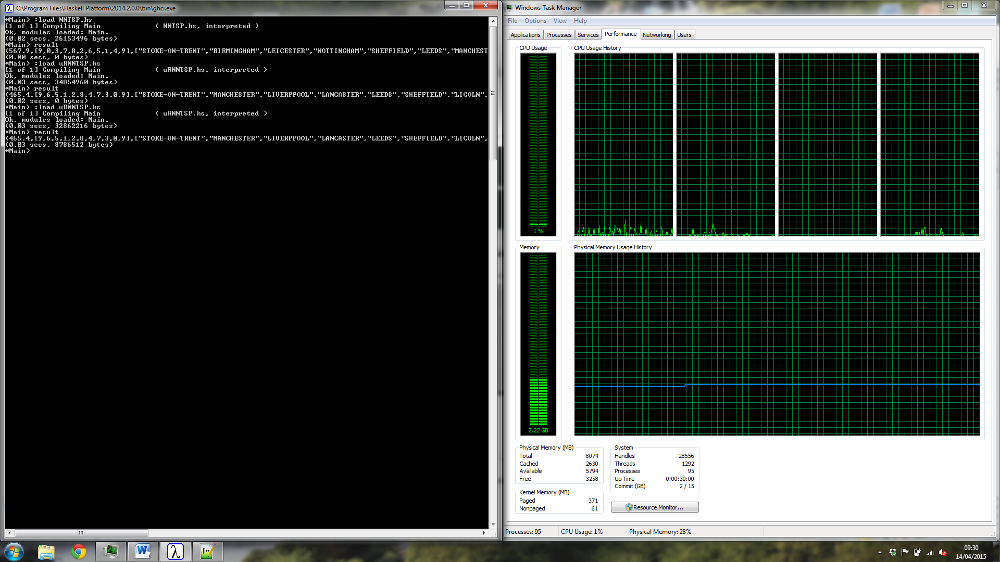 C:\Program Files\Haskell Platform\2014.2.0.0\bin\ghci.exe
*Main> :load NNTSP.hs
[1 of 1] Compiling Main ( NNTSP.hs, interpreted )
Ok, modules loaded: Main.
(0.02 secs, 26153496 bytes)
*Main> result
(567.9,[9,0,3,7,8,2,6,5,1,4,9],["STOKE-ON-TRENT","BIRMINGHAM","LEICESTER","NOTTINGHAM","SHEFFIELD","LEEDS","MANCHEST
(0.00 secs, 0 bytes)
*Main> :load uRNNTSP.hs
[1 of 1] Compiling Main ( uRNNTSP.hs, interpreted )
Ok, modules loaded: Main.
(0.03 secs, 34854960 bytes)
*Main> result
(465.4,[9,6,5,1,2,8,4,7,3,0,9],["STOKE-ON-TRENT","MANCHESTER","LIVERPPOOL","LANCASTER","LEEDS","SHEFFIELD","LICOLN",
(0.02 secs, 0 bytes)
*Main> :load uRNNTSP.hs
[1 of 1] Compiling Main ( uRNNTSP.hs, interpreted )
Ok, modules loaded: Main.
(0.03 secs, 32862216 bytes)
*Main> result
(465.4,[9,6,5,1,2,8,4,7,3,0,9],["STOKE-ON-TRENT","MANCHESTER","LIVERPPOOL","LANCASTER","LEEDS","SHEFFIELD","LICOLN",
(0.03 secs, 8786512 bytes)
*Main>
Windows Task Manager
File Options View Help
Applications Processes Services Performance Networking Users
CPU Usage
1 %
CPU Usage History
Memory
2.22 GB
Physical Memory Usage History
Physical Memory (MB)
Total 8074
Cached 2630
Available 5794
Free 3258
Kernel Memory (MB)
Paged 371
Nonpaged 61
System
Handles 28556
Threads 1292
Processes 95
Up Time 0:00:30:00
Commit (GB) 2 / 15
Resource Monitor...
Processes: 95 CPU Usage: 1% Physical Memory: 28%
09:30
14/04/2015